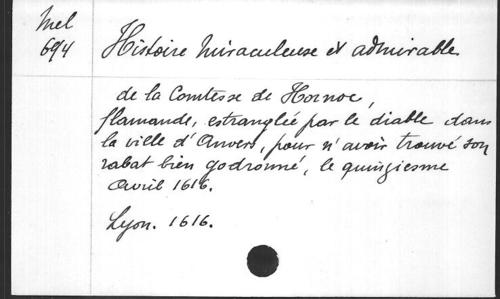 Mel
694
Histoire miraculeuse et admirable
de la Comtesse de Hornoc,
flamande, estranglée par le diable dans
la ville d'Anvers, pour n'avoir trouvé son
rabat bien godronné, le quinziesme
Avril 1616.
Lyon. 1616.